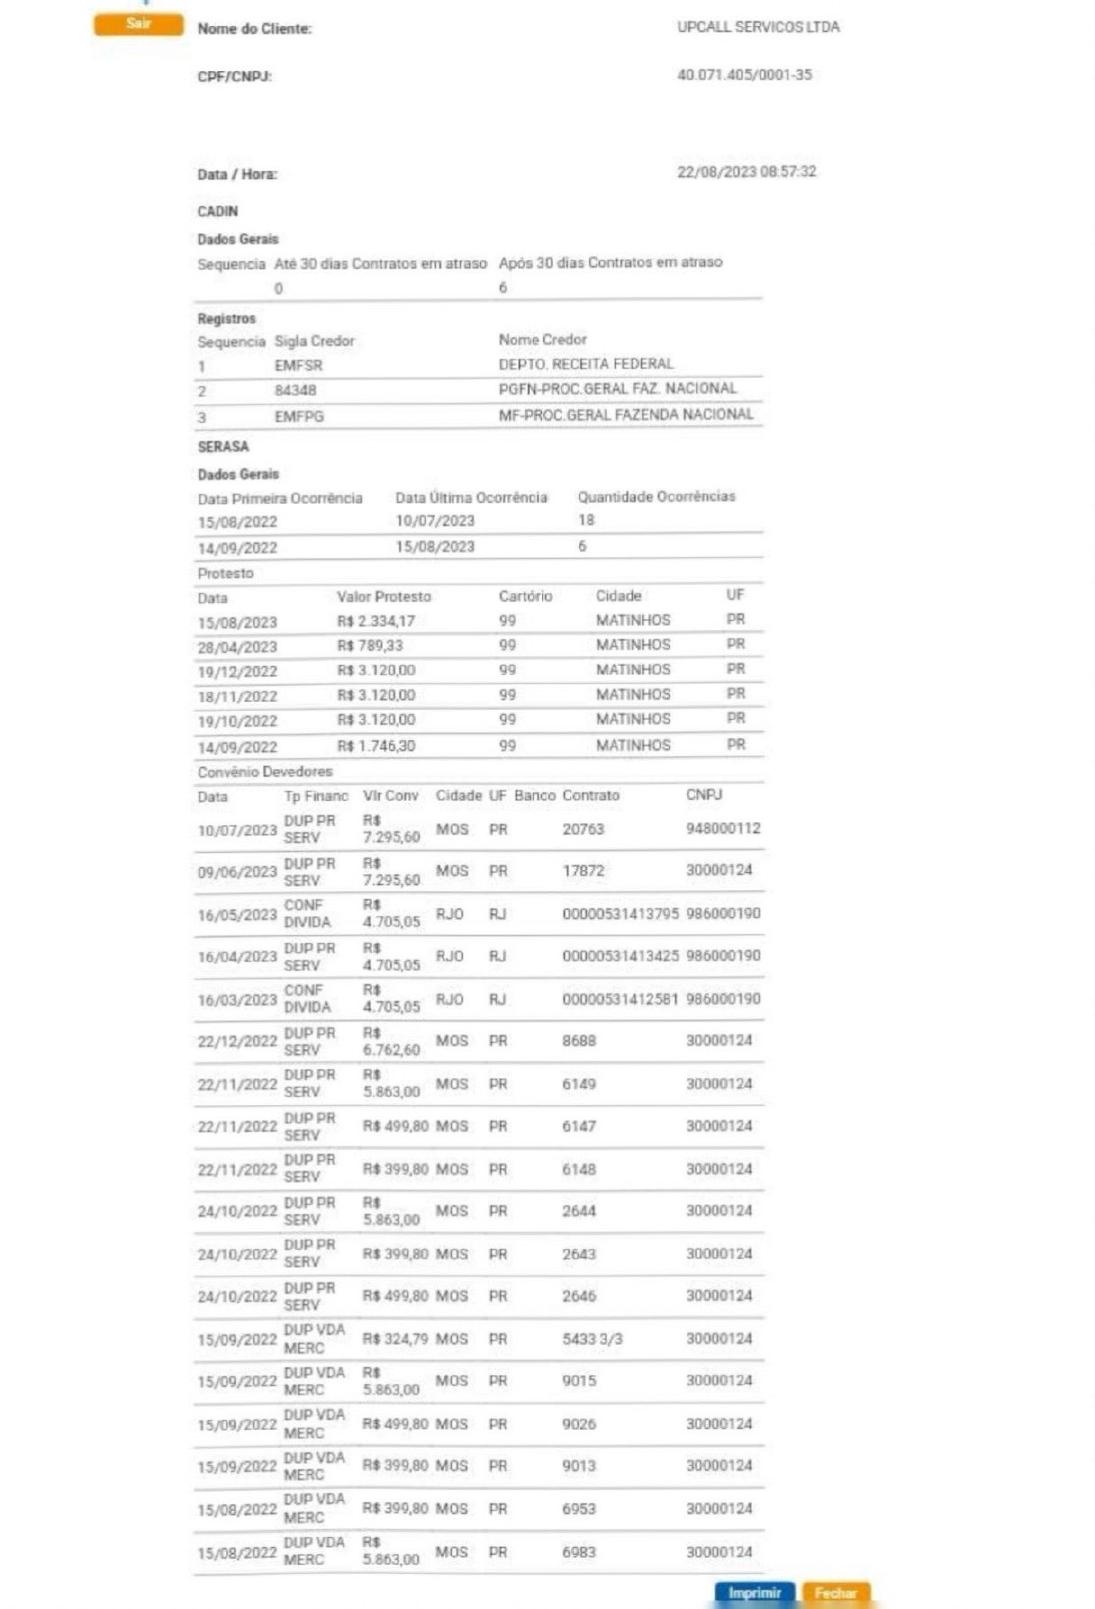 Sair
Nome do Cliente: UPCALL SERVICOS LTDA
CPF/CNPJ: 40.071.405/0001-35
Data / Hora: 22/08/2023 08:57:32
CADIN
Dados Gerais
Sequencia Até 30 dias Contratos em atraso Após 30 dias Contratos em atraso
0 6
Registros
Sequencia Sigla Credor Nome Credor
1 EMFSR DEPTO. RECEITA FEDERAL
2 84348 PGFN-PROC.GERAL FAZ. NACIONAL
3 EMFPG MF-PROC.GERAL FAZENDA NACIONAL
SERASA
Dados Gerais
Data Primeira Ocorrência Data Última Ocorrência Quantidade Ocorrências
15/08/2022 10/07/2023 18
14/09/2022 15/08/2023 6
Protesto
Data Valor Protesto Cartório Cidade UF
15/08/2023 R$ 2.334,17 99 MATINHOS PR
28/04/2023 R$ 789,33 99 MATINHOS PR
19/12/2022 R$ 3.120,00 99 MATINHOS PR
18/11/2022 R$ 3.120,00 99 MATINHOS PR
19/10/2022 R$ 3.120,00 99 MATINHOS PR
14/09/2022 R$ 1.746,30 99 MATINHOS PR
Convênio Devedores
Data Tp Financ Vlr Conv Cidade UF Banco Contrato CNPJ
10/07/2023 DUP PR SERV R$ 7.295,60 MOS PR 20763 948000112
09/06/2023 DUP PR SERV R$ 7.295,60 MOS PR 17872 30000124
16/05/2023 CONF DIVIDA R$ 4.705,05 RJO RJ 00000531413795 986000190
16/04/2023 DUP PR SERV R$ 4.705,05 RJO RJ 00000531413425 986000190
16/03/2023 CONF DIVIDA R$ 4.705,05 RJO RJ 00000531412581 986000190
22/12/2022 DUP PR SERV R$ 6.762,60 MOS PR 8688 30000124
22/11/2022 DUP PR SERV R$ 5.863,00 MOS PR 6149 30000124
22/11/2022 DUP PR SERV R$ 499,80 MOS PR 6147 30000124
22/11/2022 DUP PR SERV R$ 399,80 MOS PR 6148 30000124
24/10/2022 DUP PR SERV R$ 5.863,00 MOS PR 2644 30000124
24/10/2022 DUP PR SERV R$ 399,80 MOS PR 2643 30000124
24/10/2022 DUP PR SERV R$ 499,80 MOS PR 2646 30000124
15/09/2022 DUP VDA MERC R$ 324,79 MOS PR 5433 3/3 30000124
15/09/2022 DUP VDA MERC R$ 5.863,00 MOS PR 9015 30000124
15/09/2022 DUP VDA MERC R$ 499,80 MOS PR 9026 30000124
15/09/2022 DUP VDA MERC R$ 399,80 MOS PR 9013 30000124
15/08/2022 DUP VDA MERC R$ 399,80 MOS PR 6953 30000124
15/08/2022 DUP VDA MERC R$ 5.863,00 MOS PR 6983 30000124
Imprimir Fechar